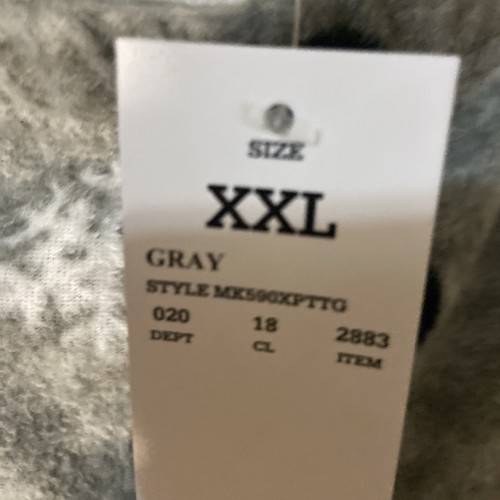 SIZE
XXL
GRAY
STYLE MK590XPTTG
020 18 2883
DEPT CL ITEM